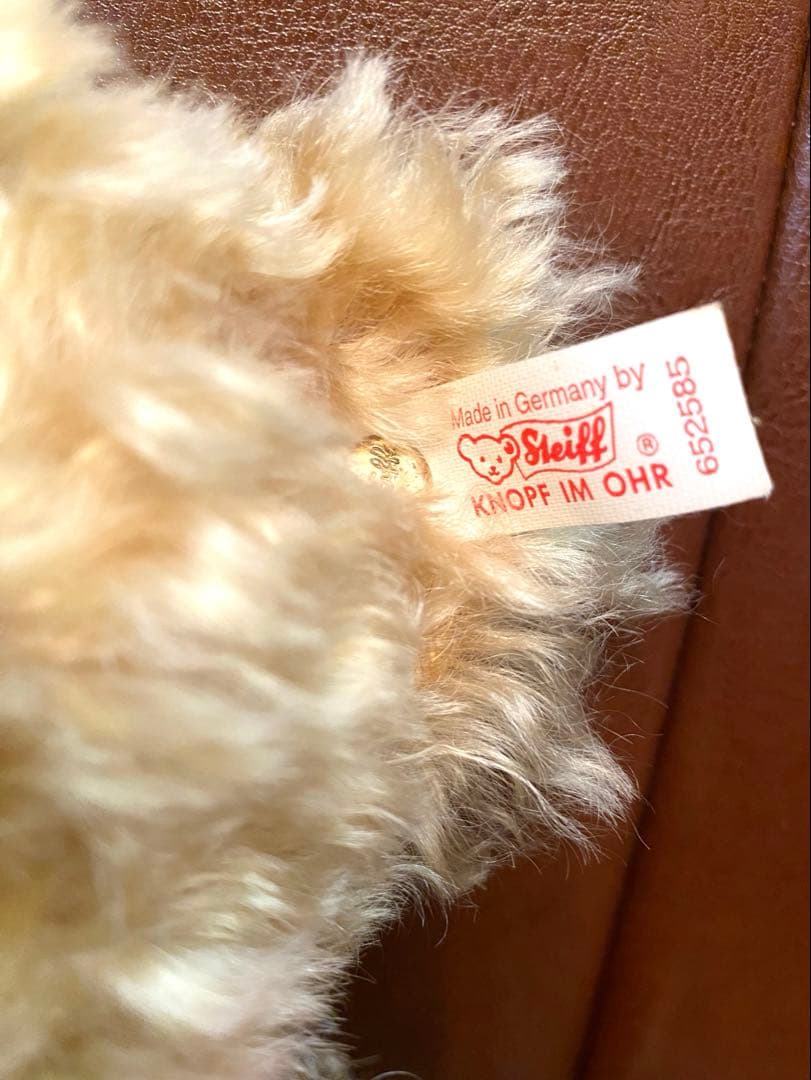 Made in Germany by
Steiff ®
KNOPF IM OHR
652585